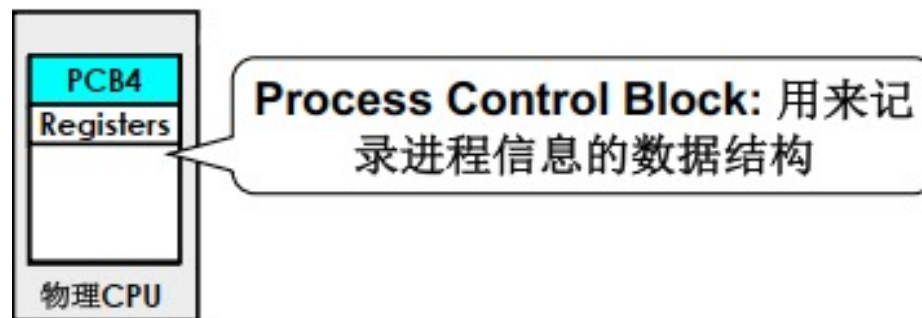 PCB4
Registers
物理CPU
Process Control Block: 用来记
录进程信息的数据结构